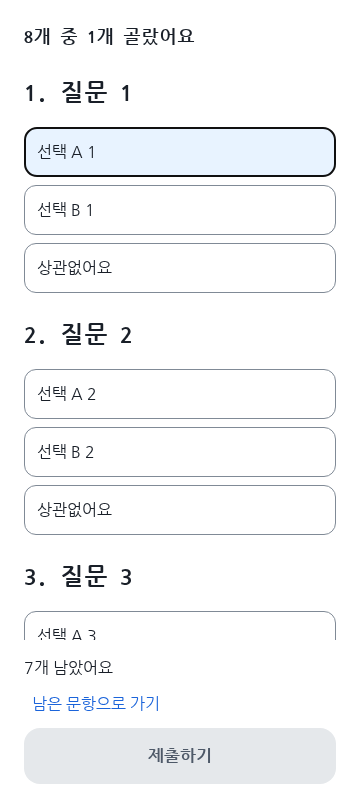 8개 중 1개 골랐어요
1. 질문 1
선택 A 1
선택 B 1
상관없어요
2. 질문 2
선택 A 2
선택 B 2
상관없어요
3. 질문 3
선택 A 3
7개 남았어요
남은 문항으로 가기
제출하기